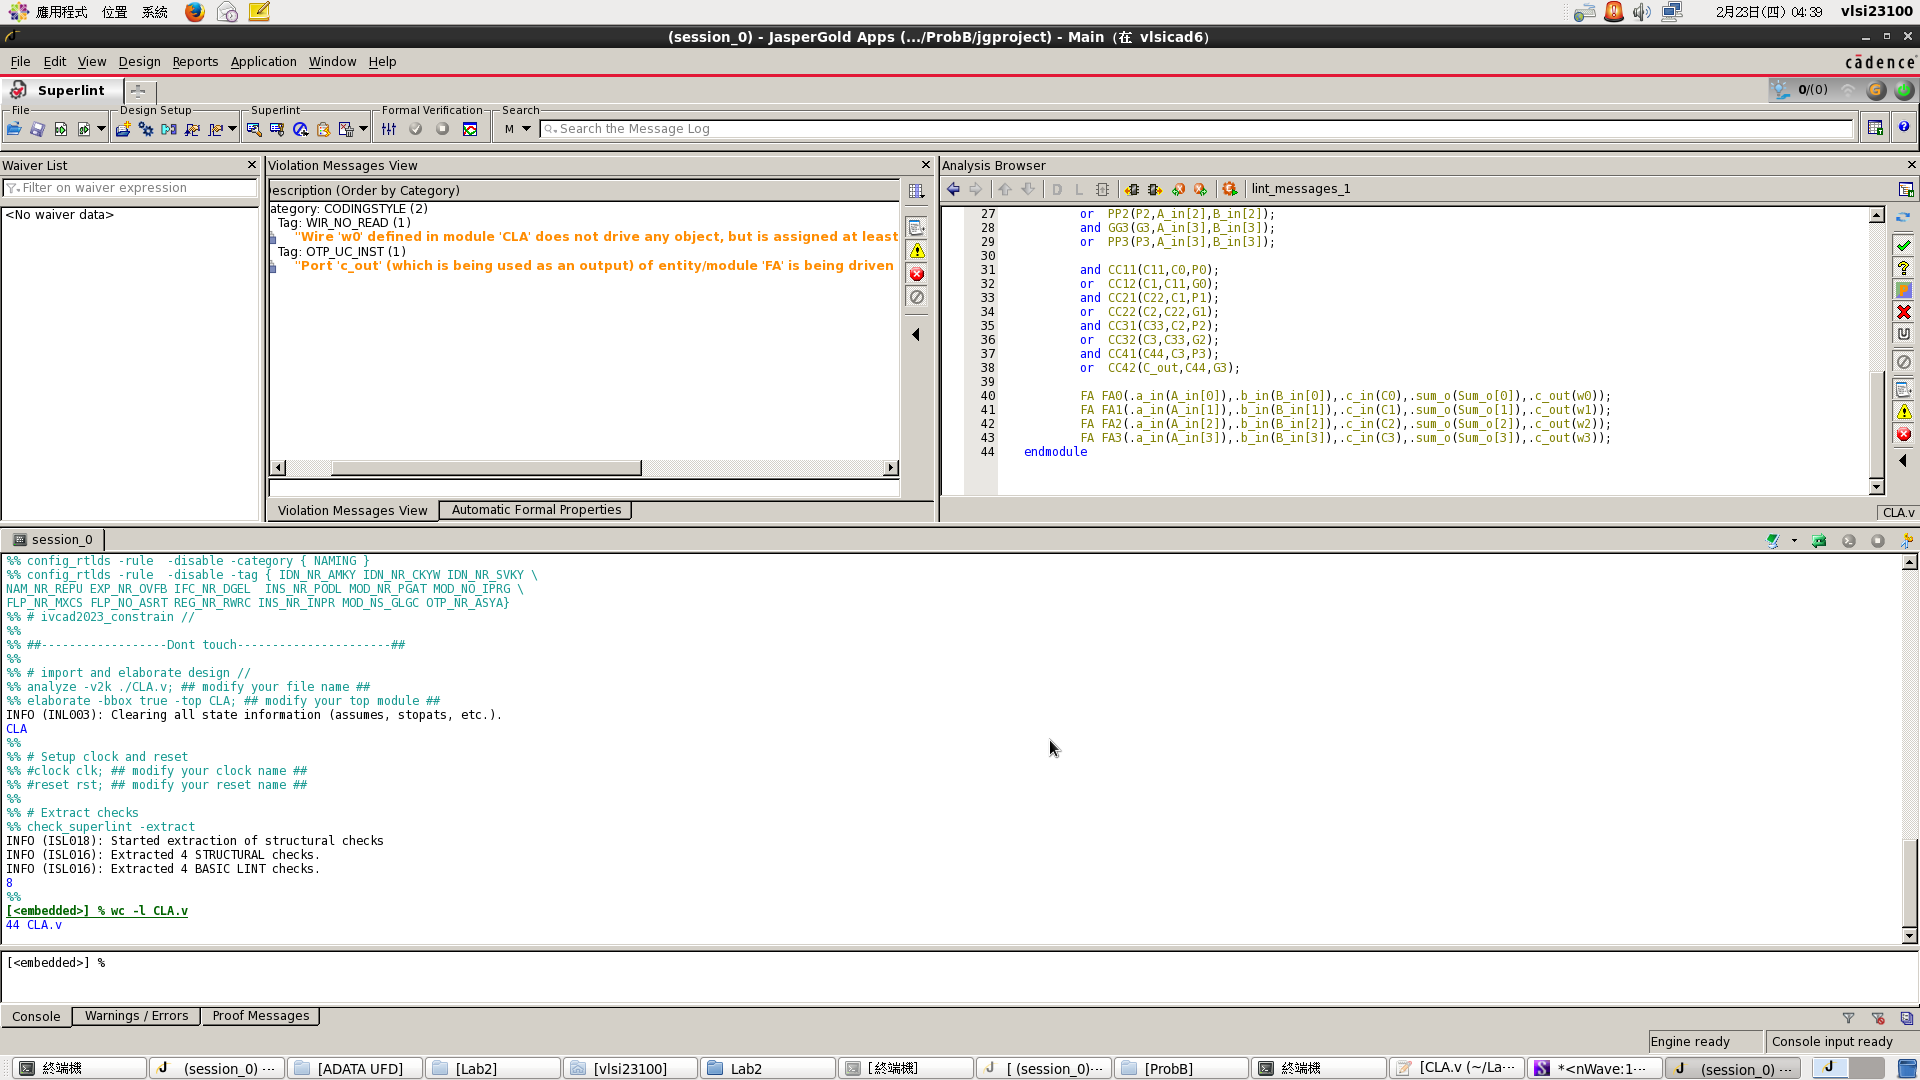 應用程式 位置 系統
2月23日(四) 04:39 vlsi23100
(session_0) - JasperGold Apps (.../ProbB/jgproject) - Main (在 vlsicad6)
File Edit View Design Reports Application Window Help
cādence
Superlint
0/(0)
File Design Setup Superlint Formal Verification Search
M Search the Message Log
Waiver List
Filter on waiver expression
<No waiver data>
Violation Messages View
escription (Order by Category)
ategory: CODINGSTYLE (2)
Tag: WIR_NO_READ (1)
"Wire 'w0' defined in module 'CLA' does not drive any object, but is assigned at least
Tag: OTP_UC_INST (1)
"Port 'c_out' (which is being used as an output) of entity/module 'FA' is being driven
Violation Messages View Automatic Formal Properties
Analysis Browser
D L lint_messages_1
27 or PP2(P2,A_in[2],B_in[2]);
28 and GG3(G3,A_in[3],B_in[3]);
29 or PP3(P3,A_in[3],B_in[3]);
30
31 and CC11(C11,C0,P0);
32 or CC12(C1,C11,G0);
33 and CC21(C22,C1,P1);
34 or CC22(C2,C22,G1);
35 and CC31(C33,C2,P2);
36 or CC32(C3,C33,G2);
37 and CC41(C44,C3,P3);
38 or CC42(C_out,C44,G3);
39
40 FA FA0(.a_in(A_in[0]),.b_in(B_in[0]),.c_in(C0),.sum_o(Sum_o[0]),.c_out(w0));
41 FA FA1(.a_in(A_in[1]),.b_in(B_in[1]),.c_in(C1),.sum_o(Sum_o[1]),.c_out(w1));
42 FA FA2(.a_in(A_in[2]),.b_in(B_in[2]),.c_in(C2),.sum_o(Sum_o[2]),.c_out(w2));
43 FA FA3(.a_in(A_in[3]),.b_in(B_in[3]),.c_in(C3),.sum_o(Sum_o[3]),.c_out(w3));
44 endmodule
CLA.v
session_0
%% config_rtlds -rule  -disable -category { NAMING }
%% config_rtlds -rule  -disable -tag { IDN_NR_AMKY IDN_NR_CKYW IDN_NR_SVKY \
NAM_NR_REPU EXP_NR_OVFB IFC_NR_DGEL  INS_NR_PODL MOD_NR_PGAT MOD_NO_IPRG \
FLP_NR_MXCS FLP_NO_ASRT REG_NR_RWRC INS_NR_INPR MOD_NS_GLGC OTP_NR_ASYA}
%% # ivcad2023_constrain //
%%
%% ##------------------Dont touch----------------------##
%%
%% # import and elaborate design //
%% analyze -v2k ./CLA.v; ## modify your file name ##
%% elaborate -bbox true -top CLA; ## modify your top module ##
INFO (INL003): Clearing all state information (assumes, stopats, etc.).
CLA
%%
%% # Setup clock and reset
%% #clock clk; ## modify your clock name ##
%% #reset rst; ## modify your reset name ##
%%
%% # Extract checks
%% check_superlint -extract
INFO (ISL018): Started extraction of structural checks
INFO (ISL016): Extracted 4 STRUCTURAL checks.
INFO (ISL016): Extracted 4 BASIC LINT checks.
8
%%
[<embedded>] % wc -l CLA.v
44 CLA.v
[<embedded>] %
Console Warnings / Errors Proof Messages
Engine ready Console input ready
終端機 (session_0) ··· [ADATA UFD] [Lab2] [vlsi23100] Lab2 [終端機] [ (session_0)··· [ProbB] 終端機 [CLA.v (~/La··· *<nWave:1··· (session_0) ···